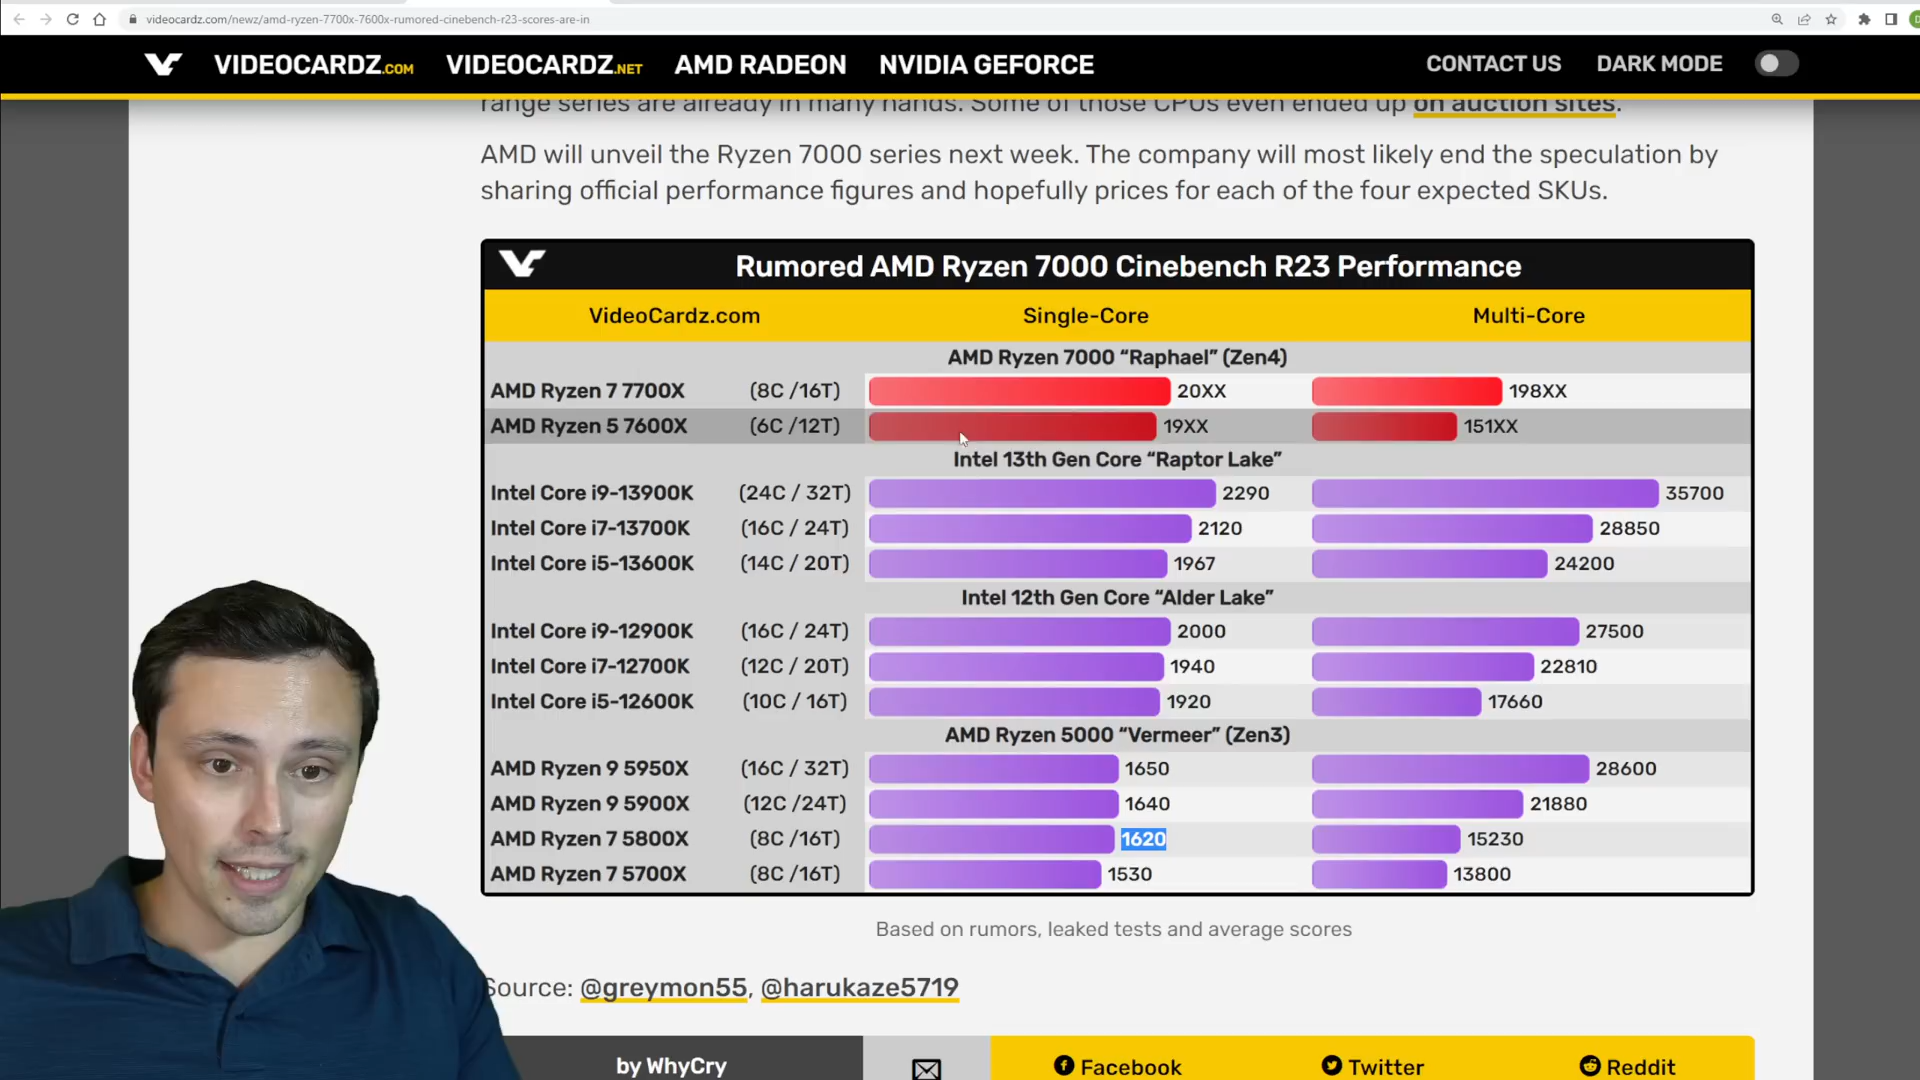 videocardz.com/newz/amd-ryzen-7700x-7600x-rumored-cinebench-r23-scores-are-in
VIDEOCARDZ.COM VIDEOCARDZ.NET AMD RADEON NVIDIA GEFORCE CONTACT US DARK MODE
range series are already in many hands. Some of those CPUs even ended up on auction sites.
AMD will unveil the Ryzen 7000 series next week. The company will most likely end the speculation by
sharing official performance figures and hopefully prices for each of the four expected SKUs.
Rumored AMD Ryzen 7000 Cinebench R23 Performance
VideoCardz.com Single-Core Multi-Core
AMD Ryzen 7000 “Raphael” (Zen4)
AMD Ryzen 7 7700X (8C /16T) 20XX 198XX
AMD Ryzen 5 7600X (6C /12T) 19XX 151XX
Intel 13th Gen Core “Raptor Lake”
Intel Core i9-13900K (24C / 32T) 2290 35700
Intel Core i7-13700K (16C / 24T) 2120 28850
Intel Core i5-13600K (14C / 20T) 1967 24200
Intel 12th Gen Core “Alder Lake”
Intel Core i9-12900K (16C / 24T) 2000 27500
Intel Core i7-12700K (12C / 20T) 1940 22810
Intel Core i5-12600K (10C / 16T) 1920 17660
AMD Ryzen 5000 “Vermeer” (Zen3)
AMD Ryzen 9 5950X (16C / 32T) 1650 28600
AMD Ryzen 9 5900X (12C /24T) 1640 21880
AMD Ryzen 7 5800X (8C /16T) 1620 15230
AMD Ryzen 7 5700X (8C /16T) 1530 13800
Based on rumors, leaked tests and average scores
Source: @greymon55, @harukaze5719
by WhyCry Facebook Twitter Reddit